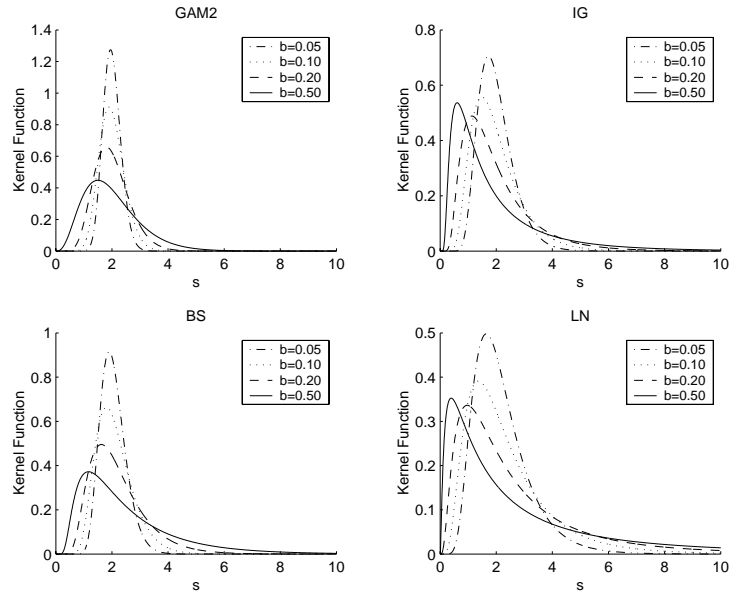 GAM2
1.4
1.2
1
0.8
0.6
0.4
0.2
0
Kernel Function
0 2 4 6 8 10
s
b=0.05
b=0.10
b=0.20
b=0.50
IG
0.8
0.6
0.4
0.2
0
Kernel Function
0 2 4 6 8 10
s
b=0.05
b=0.10
b=0.20
b=0.50
BS
1
0.8
0.6
0.4
0.2
0
Kernel Function
0 2 4 6 8 10
s
b=0.05
b=0.10
b=0.20
b=0.50
LN
0.5
0.4
0.3
0.2
0.1
0
Kernel Function
0 2 4 6 8 10
s
b=0.05
b=0.10
b=0.20
b=0.50